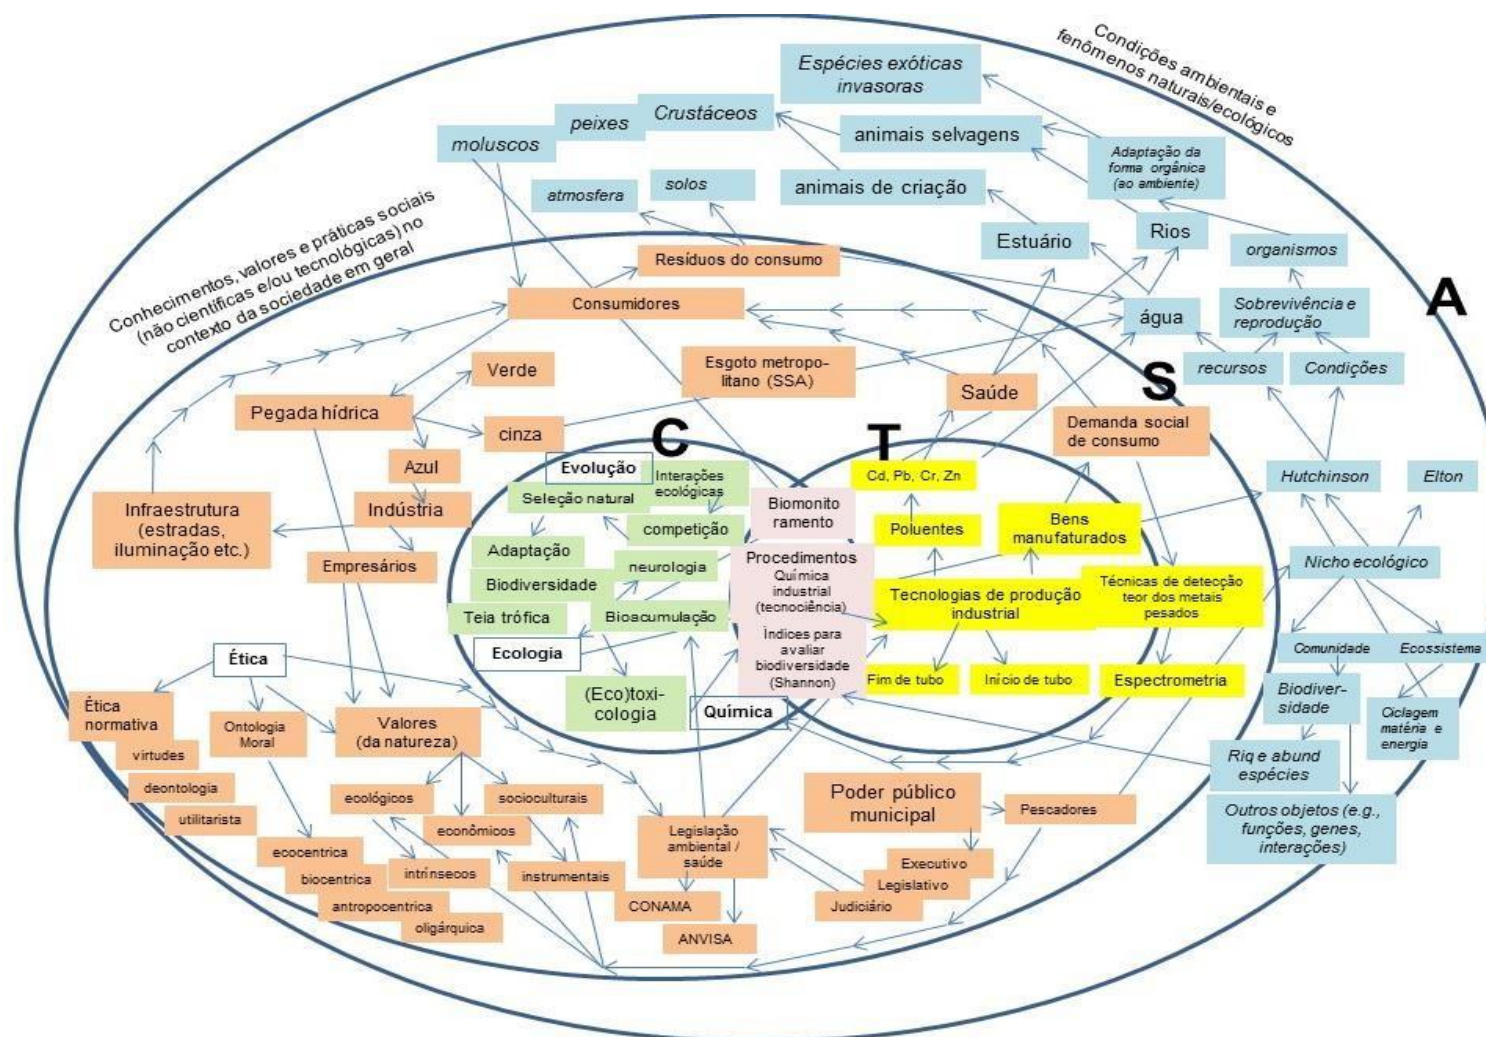 Condições ambientais e
fenômenos naturais/ecológicos
Espécies exóticas
invasoras
Crustáceos
peixes
moluscos
animais selvagens
Adaptação da
forma orgânica
(ao ambiente)
solos
atmosfera
animais de criação
Estuário
Rios
organismos
Conhecimentos, valores e práticas sociais
(não científicas e/ou tecnológicas) no
contexto da sociedade em geral
Resíduos do consumo
A
Consumidores
água
Sobrevivência e
reprodução
Esgoto metropo-
litano (SSA)
Verde
recursos
Condições
S
Saúde
Pegada hídrica
cinza
Demanda social
de consumo
C
T
Azul
Evolução
Interações
ecológicas
Cd, Pb, Cr, Zn
Hutchinson
Elton
Seleção natural
Biomonito
ramento
Infraestrutura
(estradas,
iluminação etc.)
Indústria
competição
Poluentes
Bens
manufaturados
Adaptação
Empresários
neurologia
Procedimentos
Química
industrial
(tecnociência)
Nicho ecológico
Biodiversidade
Tecnologias de produção
industrial
Técnicas de detecção
teor dos metais
pesados
Teia trófica
Bioacumulação
Índices para
avaliar
biodiversidade
(Shannon)
Ética
Ecologia
Comunidade
Ecossistema
Fim de tubo
Início de tubo
Espectrometria
Ética
normativa
(Eco)toxi-
cologia
Química
Biodiver-
sidade
Ciclagem
matéria e
energia
Ontologia
Moral
Valores
(da natureza)
virtudes
Riq e abund
espécies
deontologia
ecológicos
socioculturais
Poder público
municipal
Pescadores
utilitarista
econômicos
Legislação
ambiental /
saúde
Outros objetos (e.g.,
funções, genes,
interações)
ecocentrica
intrínsecos
instrumentais
Executivo
biocentrica
Legislativo
antropocentrica
CONAMA
Judiciário
oligárquica
ANVISA